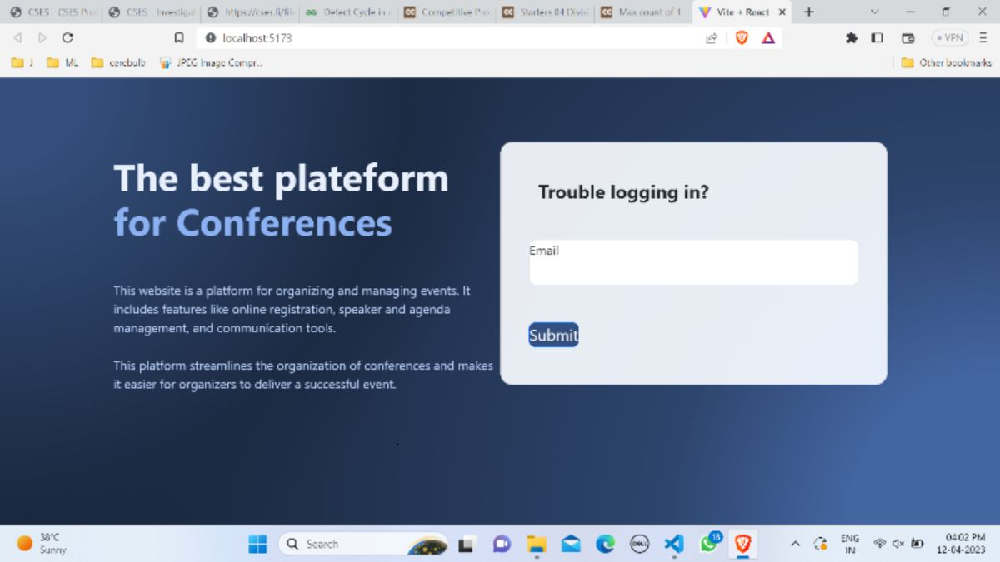 CSES CSES Pro
CSES Investigat
https://cses.fi/file
Detect Cycle in
Competitive Pro
Starters 84 Divisi
Max count of 1
Vite + React
localhost:5173
VPN
J
ML
cerebulb
JPEG Image Compr...
Other bookmarks
The best plateform
for Conferences
This website is a platform for organizing and managing events. It
includes features like online registration, speaker and agenda
management, and communication tools.
This platform streamlines the organization of conferences and makes
it easier for organizers to deliver a successful event.
Trouble logging in?
Email
Submit
38°C
Sunny
Search
DELL
18
ENG
IN
04:02 PM
12-04-2023